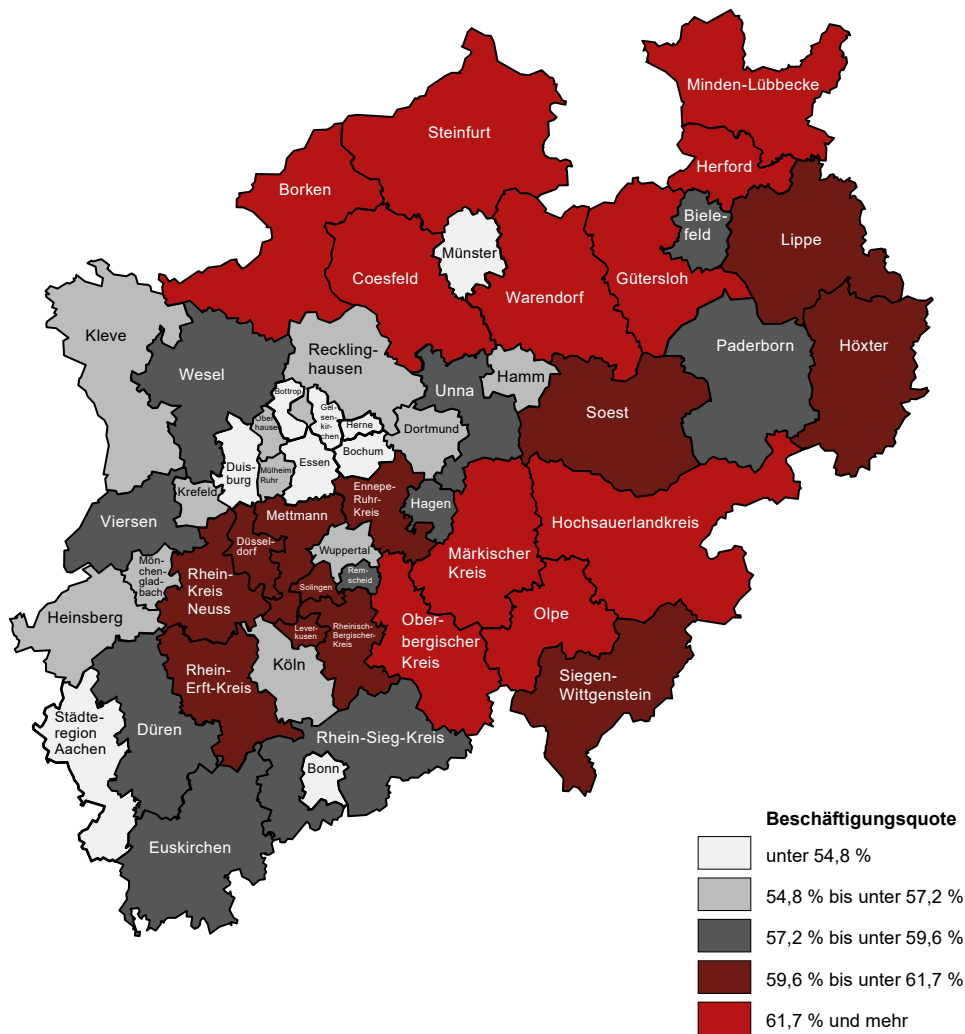 Minden-Lübbecke
Steinfurt
Herford
Borken
Biele-
feld
Lippe
Münster
Coesfeld
Gütersloh
Warendorf
Kleve
Reckling-
hausen
Paderborn
Höxter
Wesel
Hamm
Unna
Bottrop
Soest
Gel-
sen-
kir-
chen
Ober-
hausen
Herne
Dortmund
Bochum
Essen
Duis-
burg
Mülheim
Ruhr
Ennepe-
Ruhr-
Kreis
Krefeld
Hagen
Mettmann
Viersen
Hochsauerlandkreis
Düssel-
dorf
Wuppertal
Märkischer
Kreis
Mön-
chen-
glad-
bach
Rem-
scheid
Rhein-
Kreis
Neuss
Solingen
Heinsberg
Olpe
Ober-
bergischer
Kreis
Lever-
kusen
Rheinisch-
Bergischer-
Kreis
Köln
Rhein-
Erft-Kreis
Siegen-
Wittgenstein
Städte-
region
Aachen
Düren
Rhein-Sieg-Kreis
Bonn
Euskirchen
Beschäftigungsquote
unter 54,8 %
54,8 % bis unter 57,2 %
57,2 % bis unter 59,6 %
59,6 % bis unter 61,7 %
61,7 % und mehr